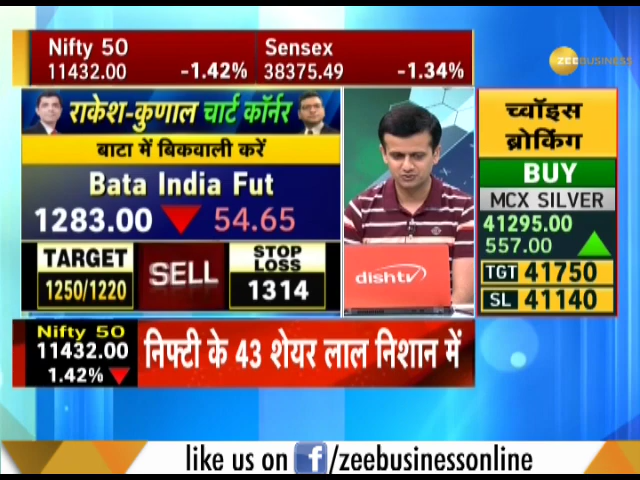 Nifty 50
11432.00 -1.42%
Sensex
38375.49 -1.34%
ZEEBUSINESS
राकेश-कुणाल चार्ट कॉर्नर
बाटा में बिकवाली करें
Bata India Fut
1283.00 ▼ 54.65
TARGET
1250/1220
SELL
STOP
LOSS
1314
dishtv
च्वॉइस
ब्रोकिंग
BUY
MCX SILVER
41295.00
557.00 ▲
TGT 41750
SL 41140
Nifty 50
11432.00
1.42% ▼
निफ्टी के 43 शेयर लाल निशान में
like us on f/zeebusinessonline